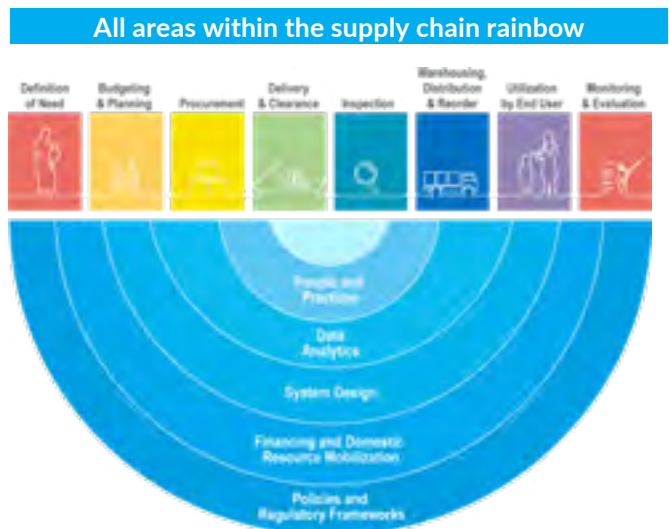 All areas within the supply chain rainbow
Definition
of Need
Budgeting
& Planning
Procurement
Delivery
& Clearance
Inspection
Warehousing,
Distribution
& Reorder
Utilization
by End User
Monitoring
& Evaluation
People and
Practices
Data
Analytics
System Design
Financing and Domestic
Resource Mobilization
Policies and
Regulatory Frameworks